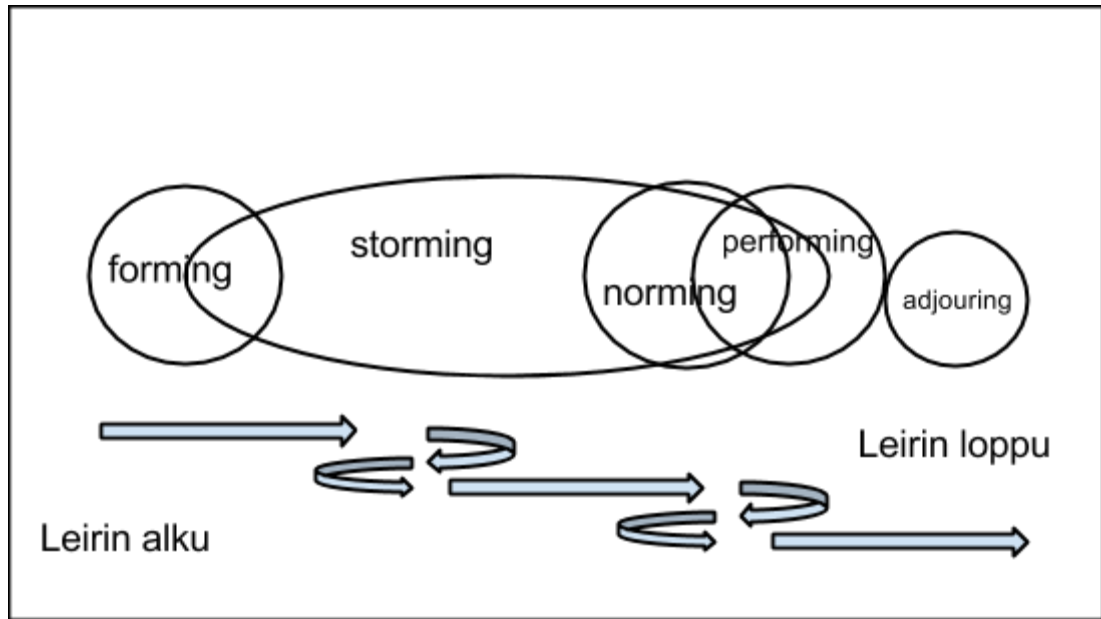 forming
storming
norming
performing
adjouring
Leirin loppu
Leirin alku